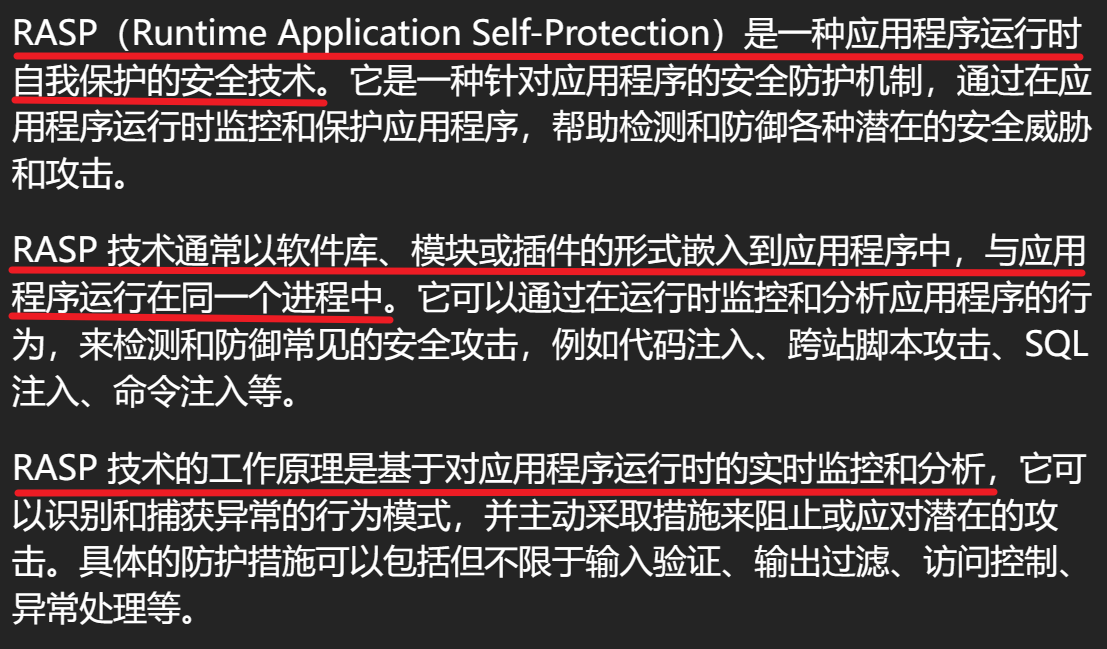 RASP（Runtime Application Self-Protection）是一种应用程序运行时
自我保护的安全技术。它是一种针对应用程序的安全防护机制，通过在应
用程序运行时监控和保护应用程序，帮助检测和防御各种潜在的安全威胁
和攻击。
RASP 技术通常以软件库、模块或插件的形式嵌入到应用程序中，与应用
程序运行在同一个进程中。它可以通过在运行时监控和分析应用程序的行
为，来检测和防御常见的安全攻击，例如代码注入、跨站脚本攻击、SQL
注入、命令注入等。
RASP 技术的工作原理是基于对应用程序运行时的实时监控和分析，它可
以识别和捕获异常的行为模式，并主动采取措施来阻止或应对潜在的攻
击。具体的防护措施可以包括但不限于输入验证、输出过滤、访问控制、
异常处理等。